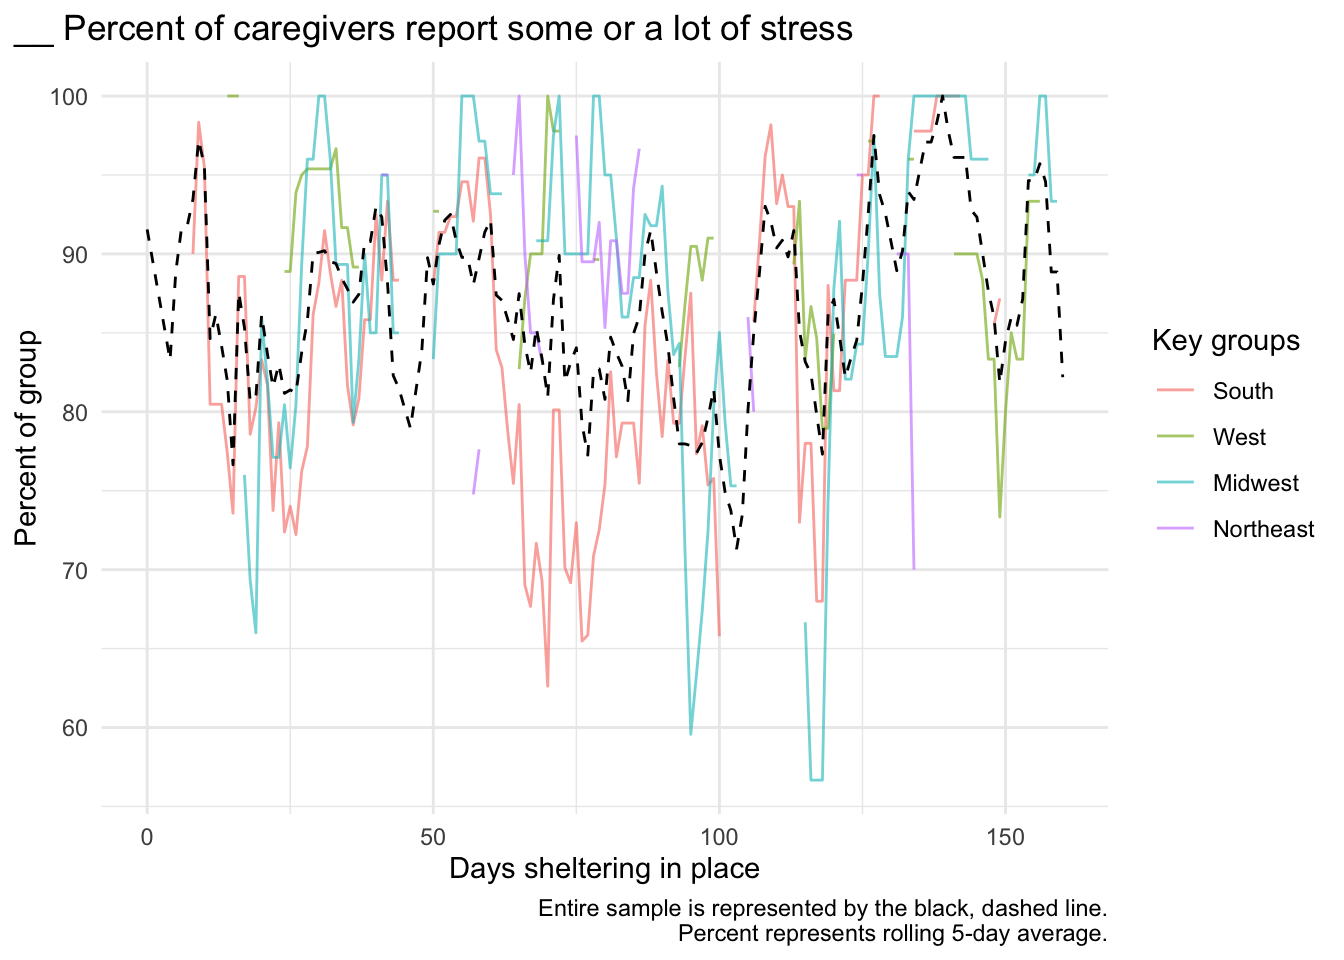 __ Percent of caregivers report some or a lot of stress
100
90
80
70
60
Percent of group
0 50 100 150
Days sheltering in place
Key groups
South
West
Midwest
Northeast
Entire sample is represented by the black, dashed line.
Percent represents rolling 5-day average.